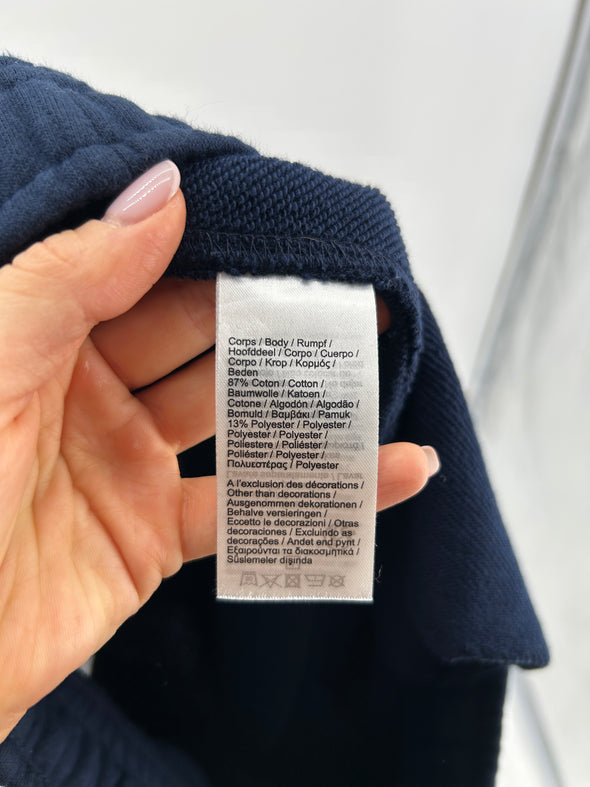 Corps / Body / Rumpf /
Hoofddeel / Corpo / Cuerpo /
Corpo / Krop / Κορμός /
Beden
87% Coton / Cotton /
Baumwolle / Katoen /
Cotone / Algodón / Algodão /
Bomuld / Βαμβάκι / Pamuk
13% Polyester / Polyester /
Polyester / Polyester /
Poliestere / Poliéster /
Poliéster / Polyester /
Πολυεστέρας / Polyester
A l'exclusion des décorations /
Other than decorations /
Ausgenommen dekorationen /
Behalve versieringen /
Eccetto le decorazioni / Otras
decoraciones / Excluindo as
decorações / Andet end pynt /
Εξαιρούνται τα διακοσμητικά /
Süslemeler dışında